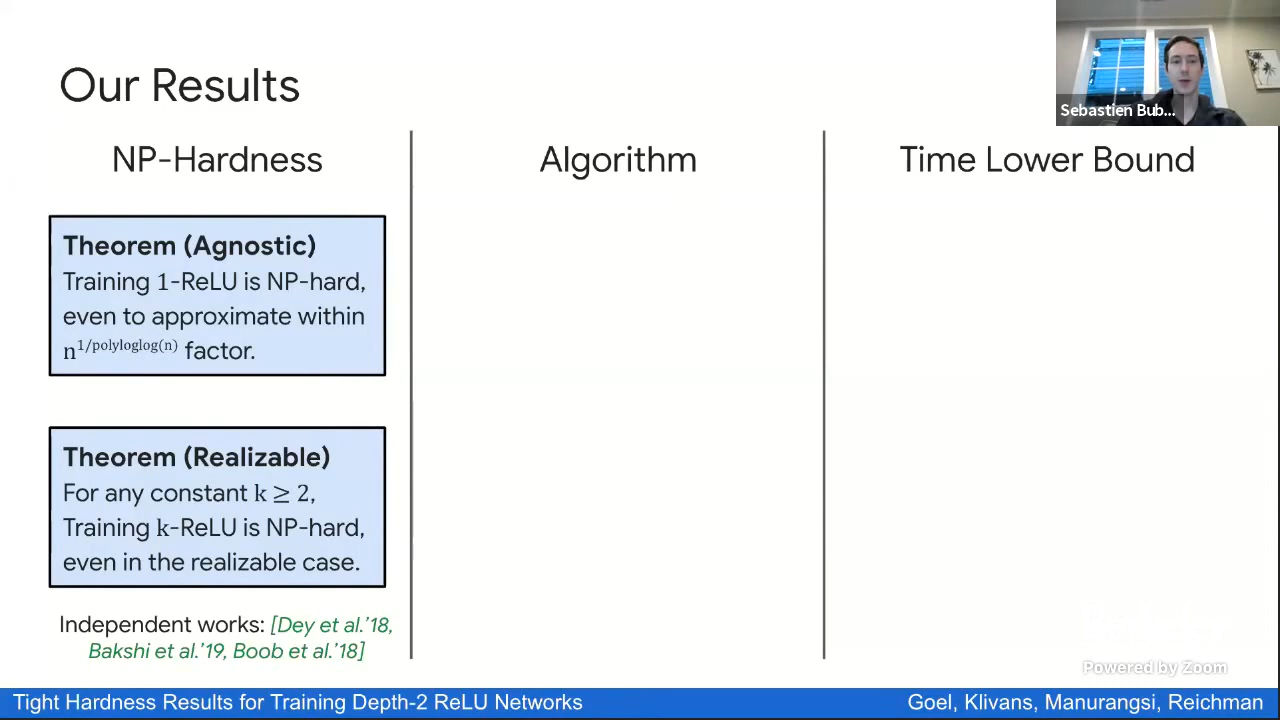 Our Results
Sebastien Bub...
NP-Hardness
Algorithm
Time Lower Bound
Theorem (Agnostic)
Training 1-ReLU is NP-hard,
even to approximate within
n^{1/polyloglog(n)} factor.
Theorem (Realizable)
For any constant k ≥ 2,
Training k-ReLU is NP-hard,
even in the realizable case.
Independent works: [Dey et al.'18,
Bakshi et al.'19, Boob et al.'18]
Powered by Zoom
Tight Hardness Results for Training Depth-2 ReLU Networks
Goel, Klivans, Manurangsi, Reichman